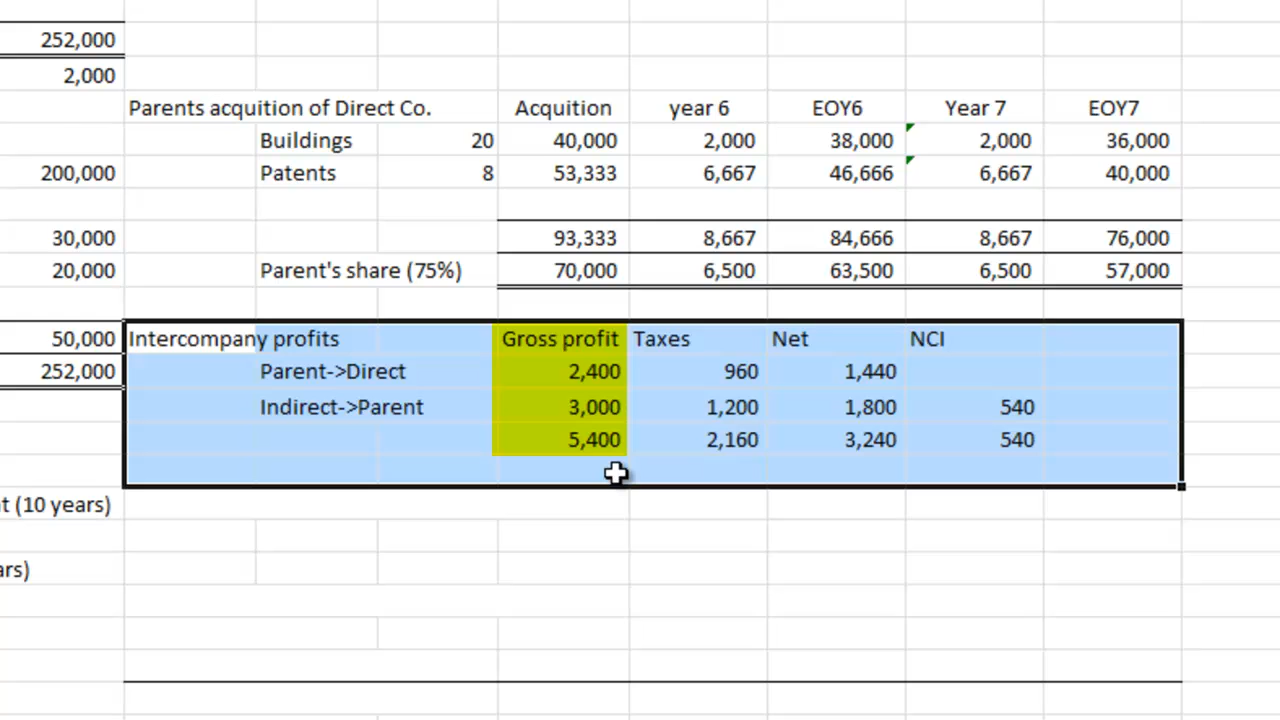 252,000
2,000
Parents acquition of Direct Co. Acquition year 6 EOY6 Year 7 EOY7
Buildings 20 40,000 2,000 38,000 2,000 36,000
200,000 Patents 8 53,333 6,667 46,666 6,667 40,000
30,000 93,333 8,667 84,666 8,667 76,000
20,000 Parent's share (75%) 70,000 6,500 63,500 6,500 57,000
50,000 Intercompany profits Gross profit Taxes Net NCI
252,000 Parent->Direct 2,400 960 1,440
Indirect->Parent 3,000 1,200 1,800 540
5,400 2,160 3,240 540
t (10 years)
ars)